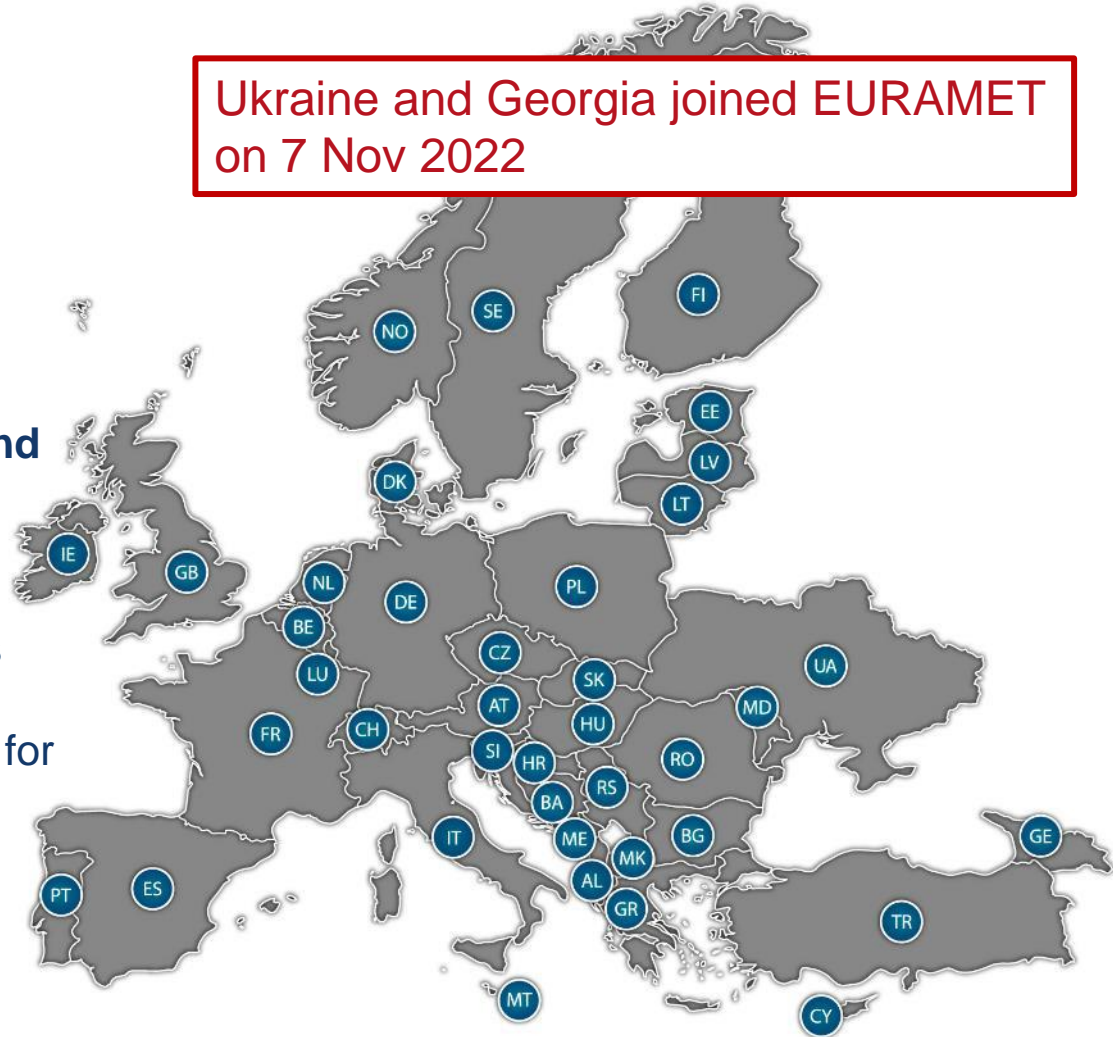 Ukraine and Georgia joined EURAMET
on 7 Nov 2022
FI
SE
NO
EE
nd
LV
DK
LT
IE
GB
NL
PL
DE
BE
CZ
UA
LU
SK
AT
MD
HU
FR
CH
for
SI
HR
RO
RS
BA
IT
ME
BG
GE
MK
AL
PT
ES
GR
TR
MT
CY